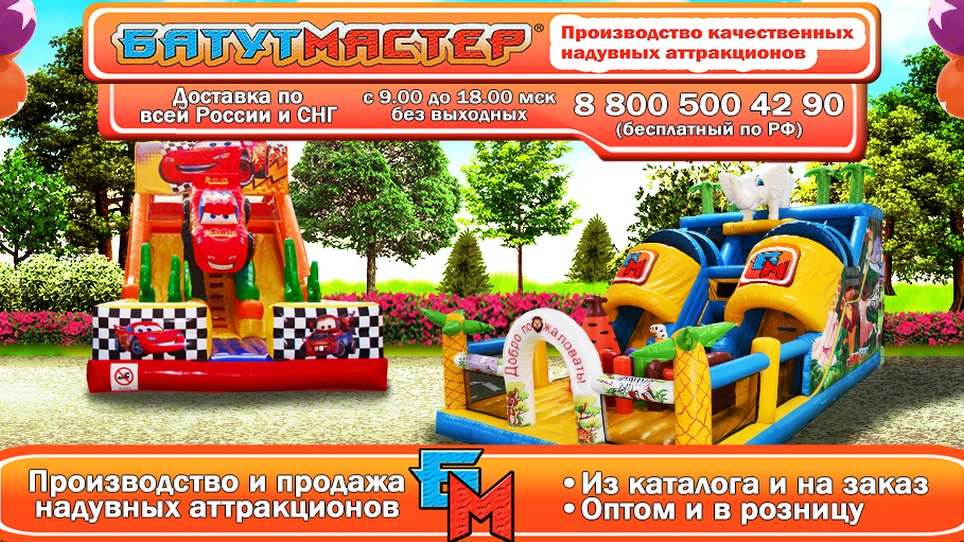 БАТУТМАСТЕР®
Производство качественных
надувных аттракционов
Доставка по
всей России и СНГ
с 9.00 до 18.00 мск
без выходных
8 800 500 42 90
(бесплатный по РФ)
БМ
БМ
Добро пожаловать!
Производство и продажа
надувных аттракционов
БМ
• Из каталога и на заказ
• Оптом и в розницу